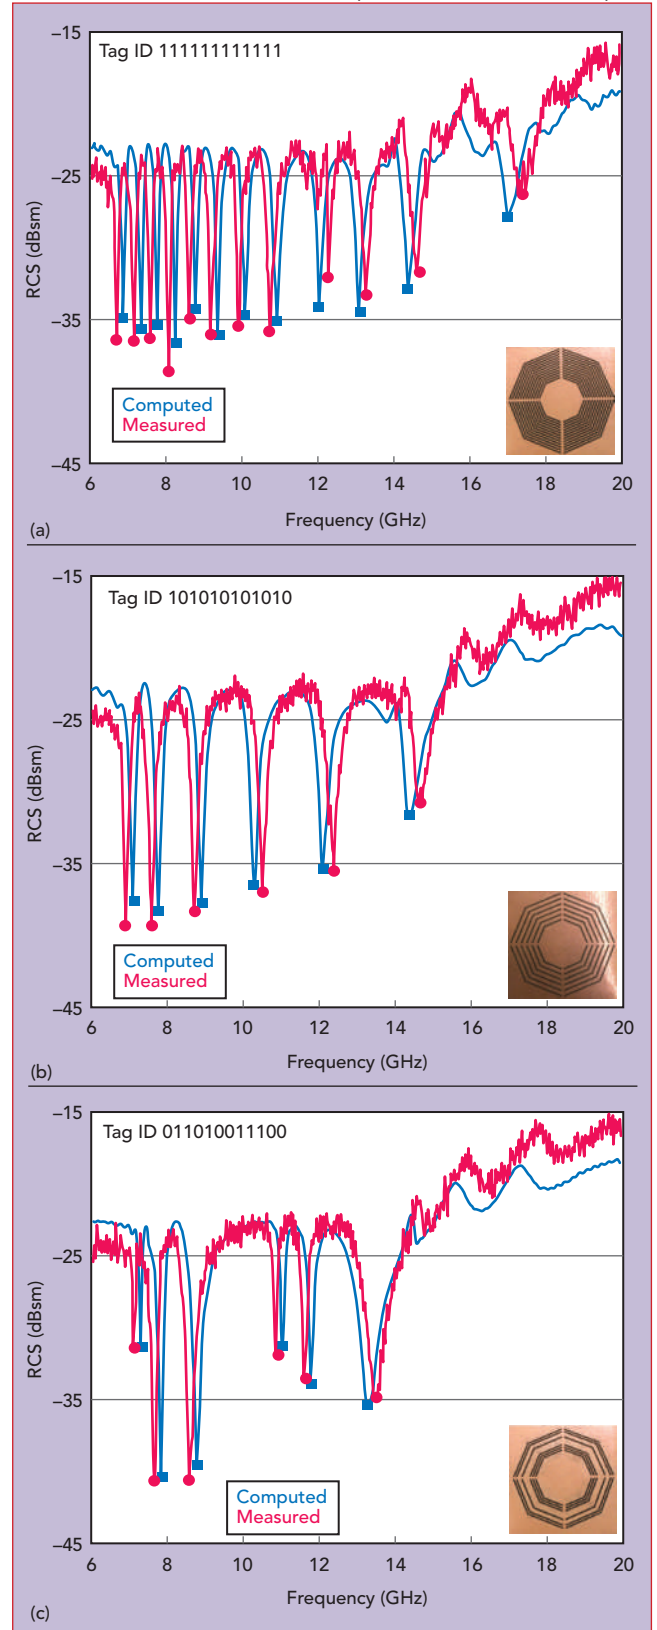 −15
Tag ID 111111111111
−25
RCS (dBsm)
−35
Computed
Measured
−45
6 8 10 12 14 16 18 20
Frequency (GHz)
(a)
−15
Tag ID 101010101010
−25
RCS (dBsm)
−35
Computed
Measured
−45
6 8 10 12 14 16 18 20
Frequency (GHz)
(b)
−15
Tag ID 011010011100
−25
RCS (dBsm)
−35
Computed
Measured
−45
6 8 10 12 14 16 18 20
Frequency (GHz)
(c)